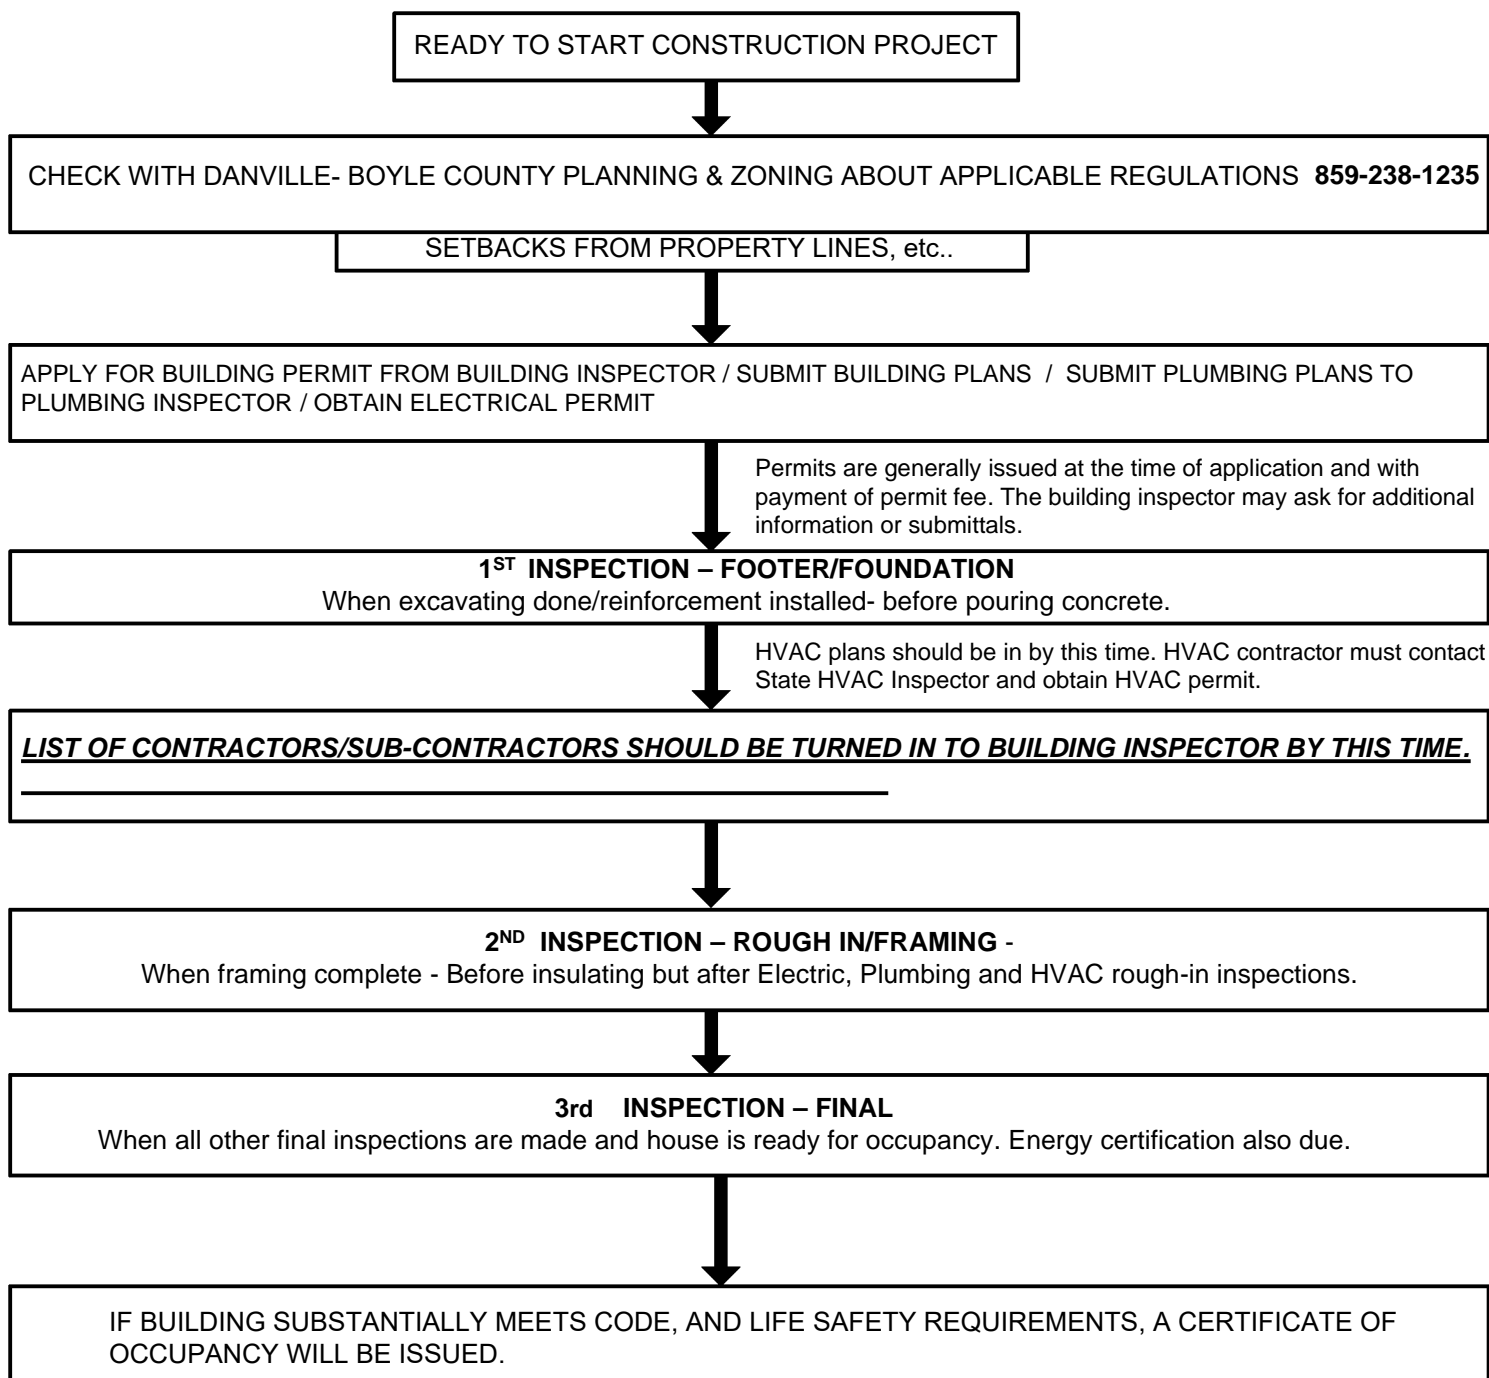 READY TO START CONSTRUCTION PROJECT
CHECK WITH DANVILLE- BOYLE COUNTY PLANNING & ZONING ABOUT APPLICABLE REGULATIONS 859-238-1235
SETBACKS FROM PROPERTY LINES, etc..
APPLY FOR BUILDING PERMIT FROM BUILDING INSPECTOR / SUBMIT BUILDING PLANS / SUBMIT PLUMBING PLANS TO
PLUMBING INSPECTOR / OBTAIN ELECTRICAL PERMIT
Permits are generally issued at the time of application and with
payment of permit fee. The building inspector may ask for additional
information or submittals.
1ST INSPECTION – FOOTER/FOUNDATION
When excavating done/reinforcement installed- before pouring concrete.
HVAC plans should be in by this time. HVAC contractor must contact
State HVAC Inspector and obtain HVAC permit.
LIST OF CONTRACTORS/SUB-CONTRACTORS SHOULD BE TURNED IN TO BUILDING INSPECTOR BY THIS TIME.
2ND INSPECTION – ROUGH IN/FRAMING -
When framing complete - Before insulating but after Electric, Plumbing and HVAC rough-in inspections.
3rd INSPECTION – FINAL
When all other final inspections are made and house is ready for occupancy. Energy certification also due.
IF BUILDING SUBSTANTIALLY MEETS CODE, AND LIFE SAFETY REQUIREMENTS, A CERTIFICATE OF
OCCUPANCY WILL BE ISSUED.